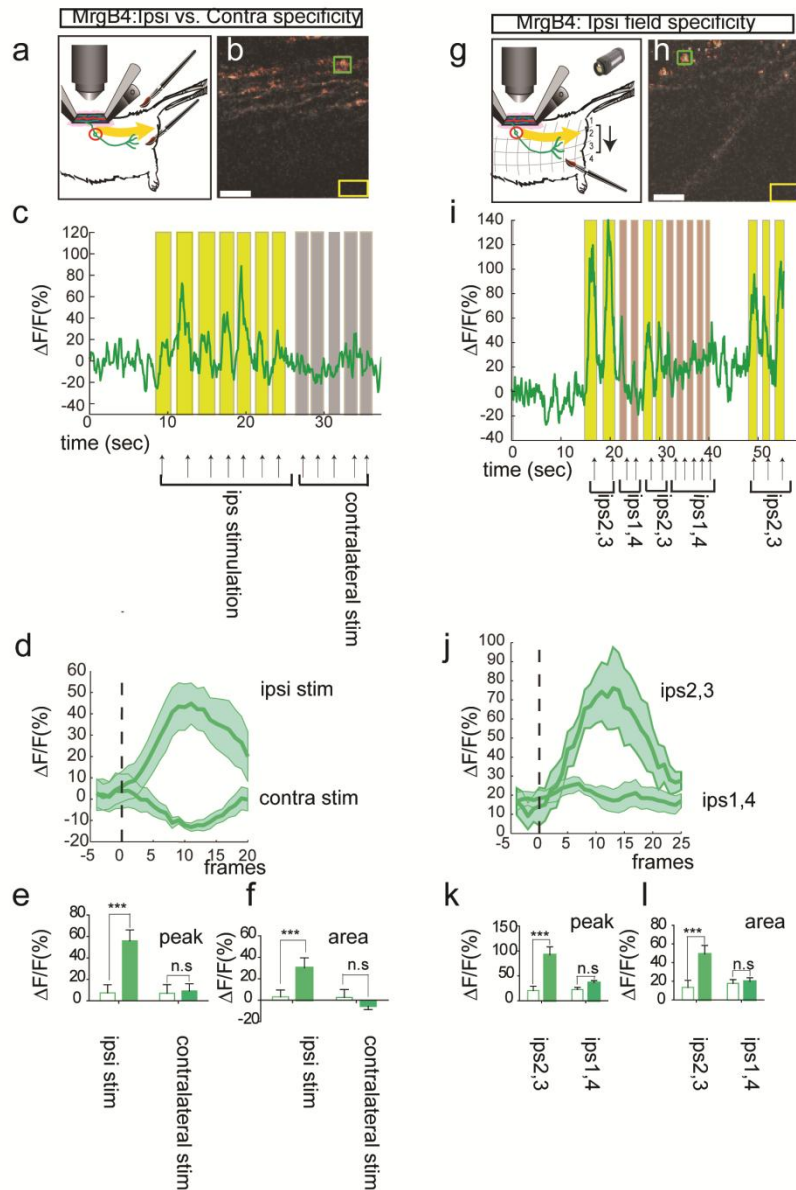 MrgB4:Ipsi vs. Contra specificity
a
b
c
120
100
80
60
40
20
0
-20
-40
ΔF/F(%)
10
20
30
time (sec)
ips stimulation
contralateral stim
d
60
50
40
30
20
10
0
-10
-20
ΔF/F(%)
ipsi stim
contra stim
-5
0
5
10
15
20
frames
e
80
60
40
20
0
ΔF/F(%)
***
n.s
peak
ipsi stim
contralateral stim
f
60
40
20
0
-20
ΔF/F(%)
***
n.s
area
ipsi stim
contralateral stim
MrgB4: Ipsi field specificity
g
1
2
3
4
h
i
140
120
100
80
60
40
20
0
-20
-40
ΔF/F(%)
0
10
20
30
40
50
time (sec)
ips2,3
ips1,4
ips2,3
ips1,4
ips2,3
j
100
90
80
70
60
50
40
30
20
10
0
ΔF/F(%)
ips2,3
ips1,4
-5
0
5
10
15
20
25
frames
k
150
100
50
0
ΔF/F(%)
***
n.s
peak
ips2,3
ips1,4
l
80
60
40
20
0
ΔF/F(%)
***
n.s
area
ips2,3
ips1,4